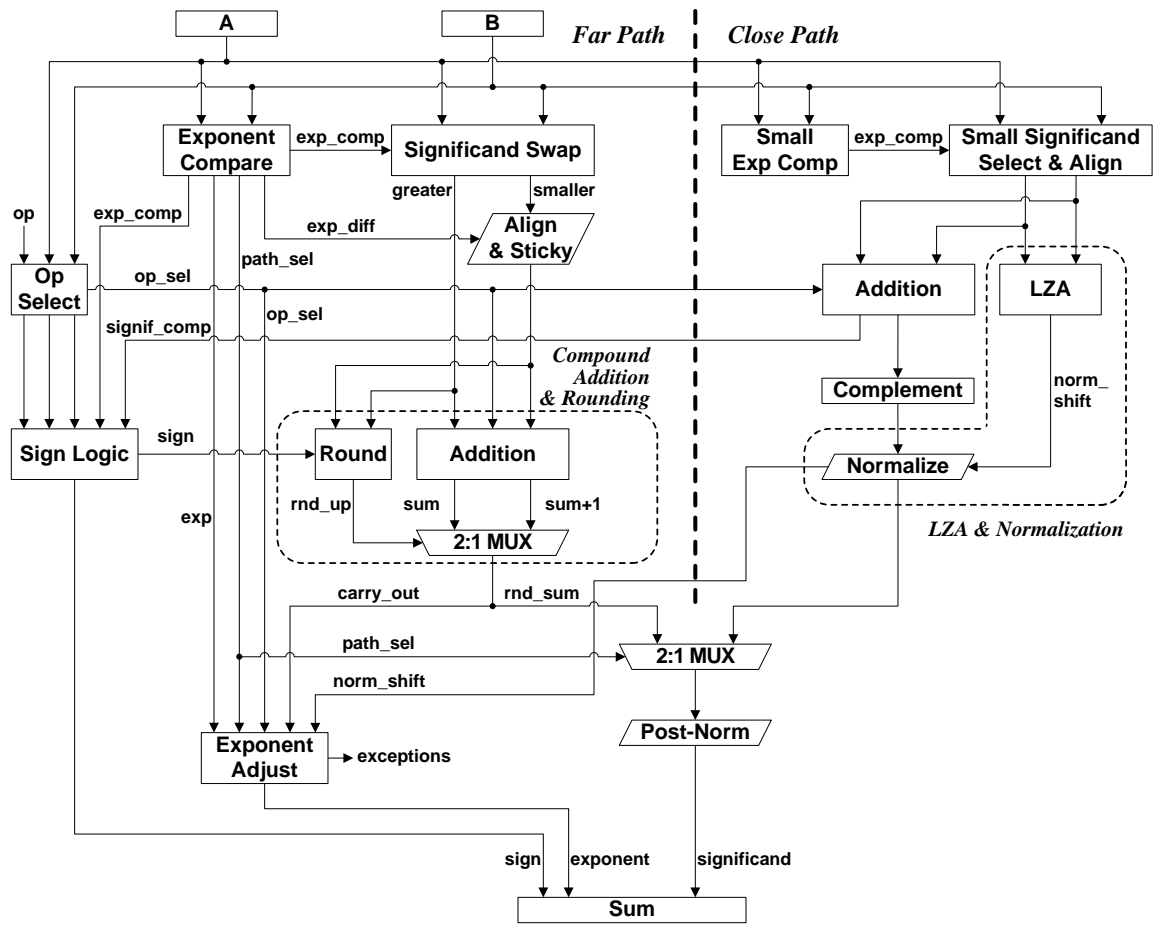 A
B
Far Path
Close Path
Exponent
Compare
exp_comp
Significand Swap
Small
Exp Comp
exp_comp
Small Significand
Select & Align
greater
smaller
op
exp_comp
exp_diff
Align
& Sticky
path_sel
Op
Select
op_sel
op_sel
Addition
LZA
signif_comp
Compound
Addition
& Rounding
Complement
norm_
shift
Sign Logic
sign
Round
Addition
Normalize
rnd_up
sum
sum+1
exp
2:1 MUX
LZA & Normalization
carry_out
rnd_sum
path_sel
2:1 MUX
norm_shift
Post-Norm
Exponent
Adjust
exceptions
sign
exponent
significand
Sum